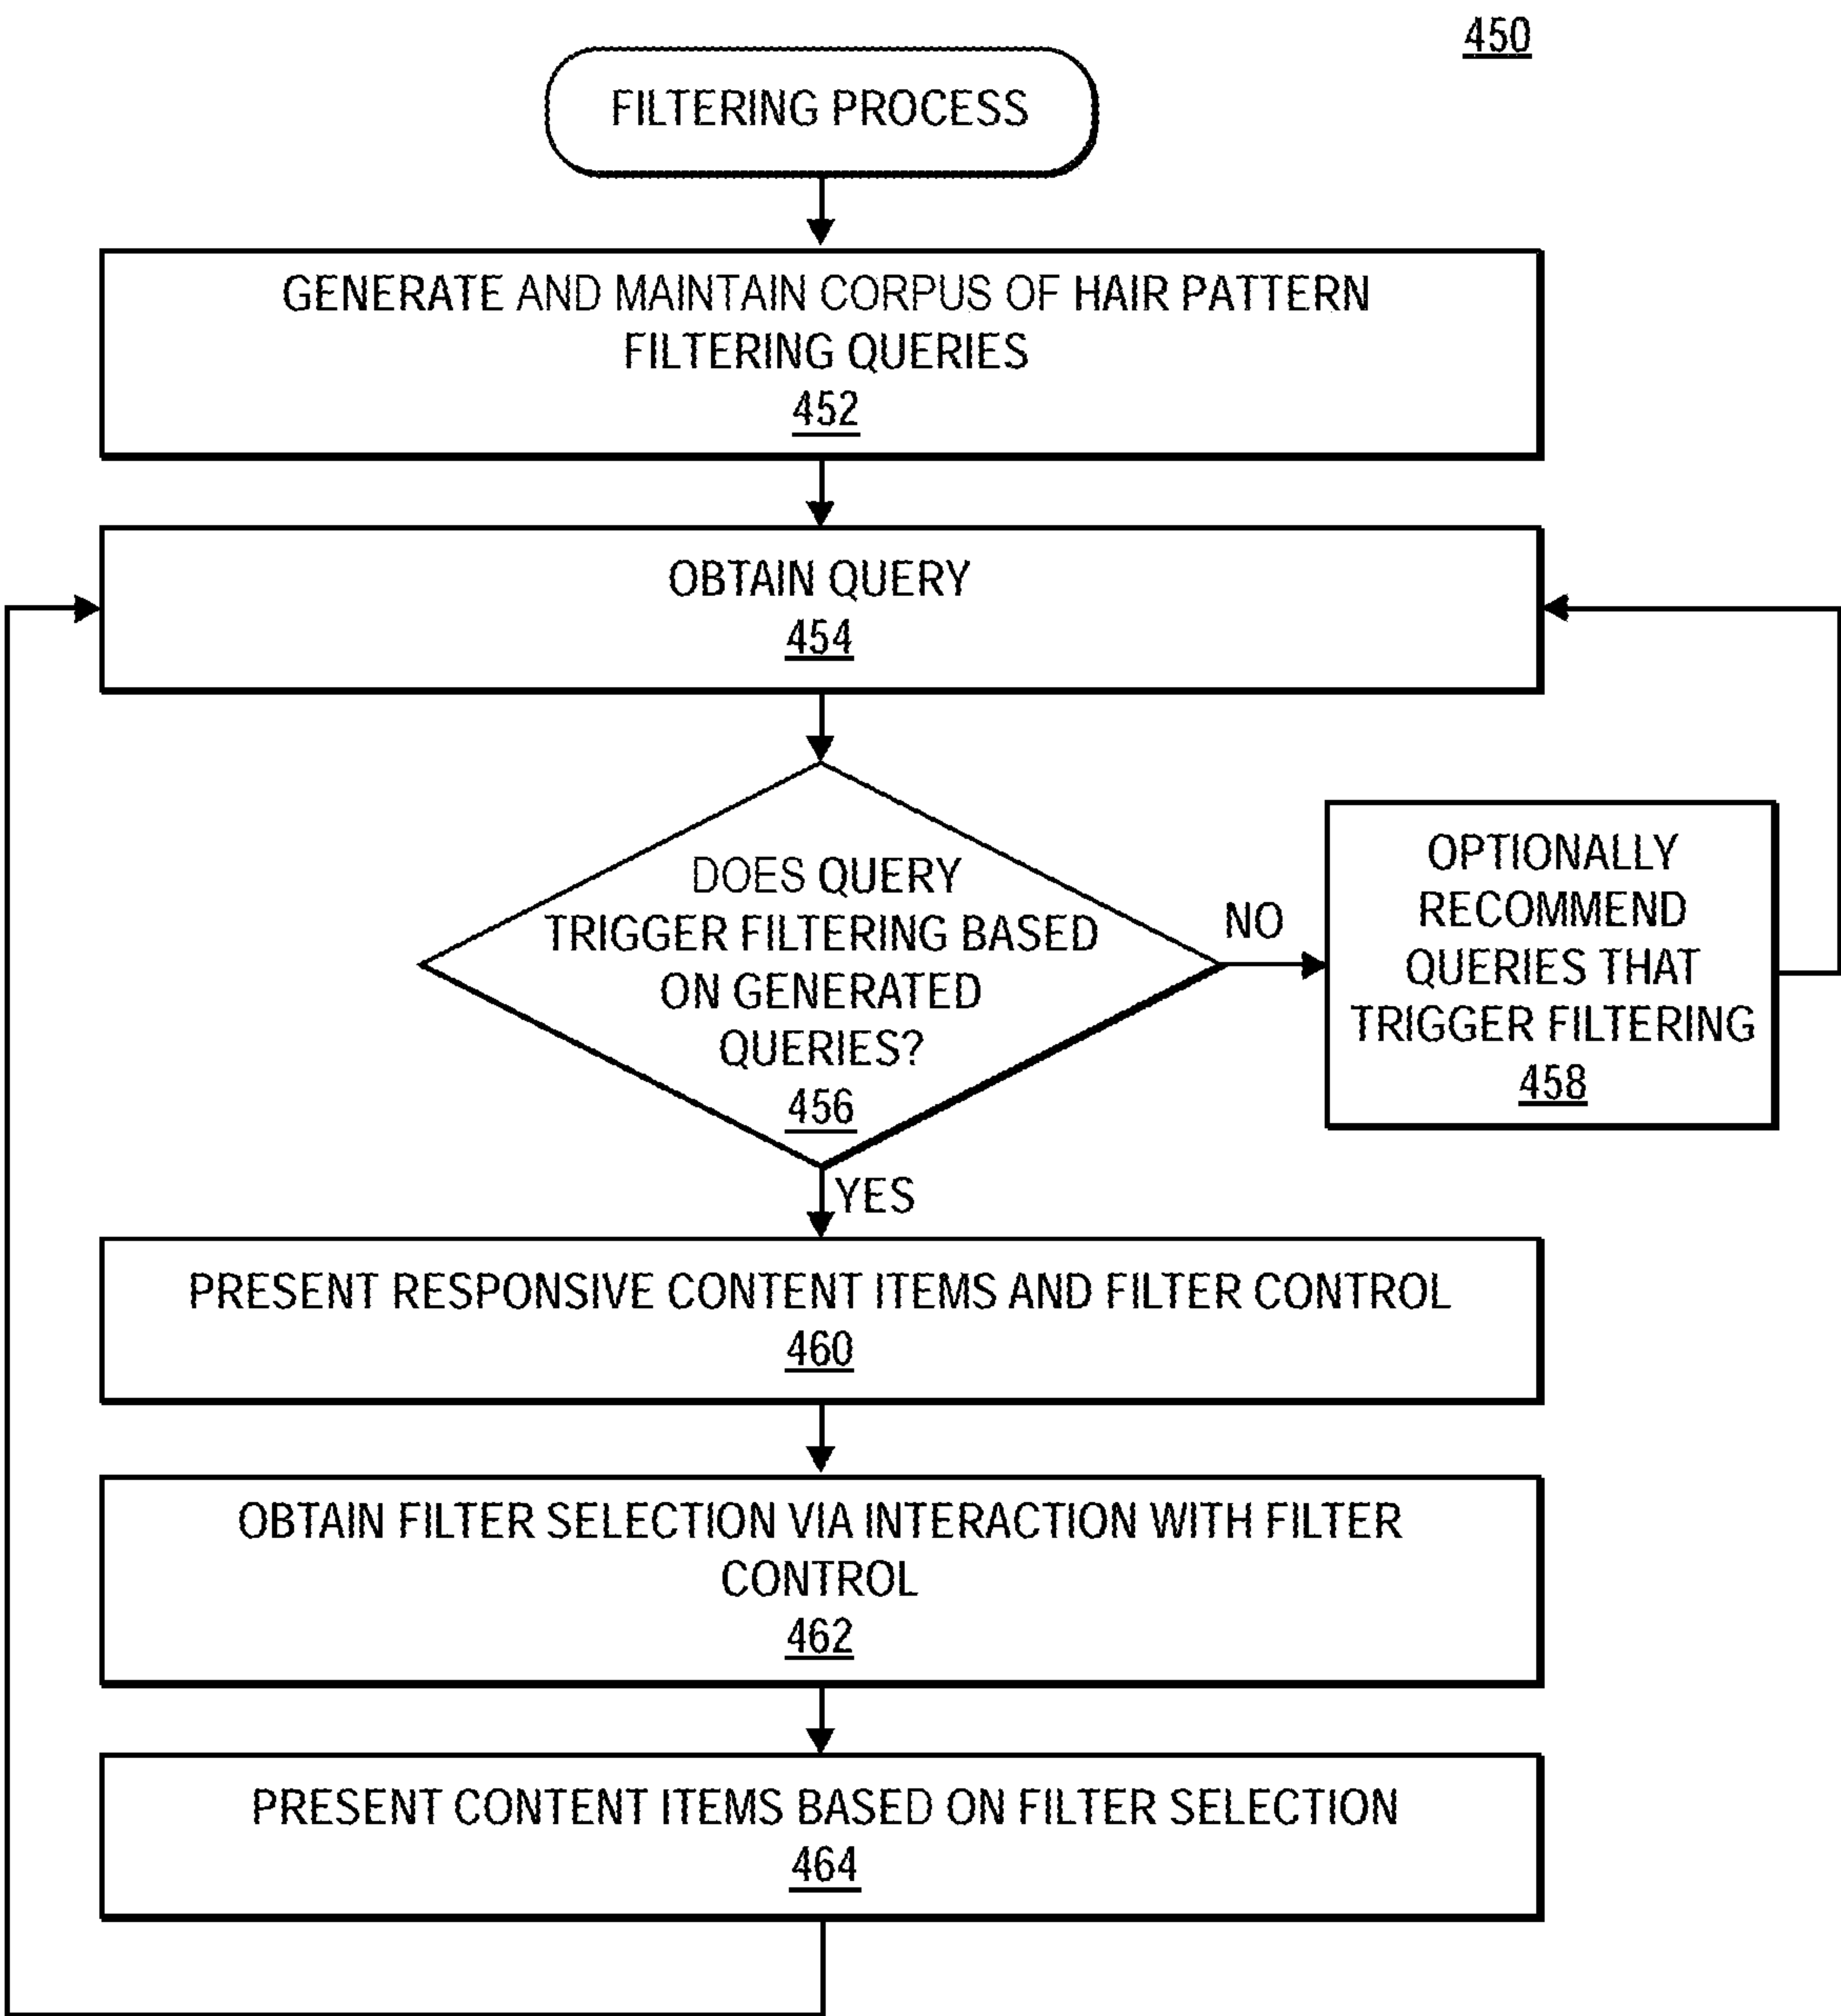 450
FILTERING PROCESS
GENERATE AND MAINTAIN CORPUS OF HAIR PATTERN
FILTERING QUERIES
452
OBTAIN QUERY
454
DOES QUERY
TRIGGER FILTERING BASED
ON GENERATED
QUERIES?
456
NO
OPTIONALLY
RECOMMEND
QUERIES THAT
TRIGGER FILTERING
458
YES
PRESENT RESPONSIVE CONTENT ITEMS AND FILTER CONTROL
460
OBTAIN FILTER SELECTION VIA INTERACTION WITH FILTER
CONTROL
462
PRESENT CONTENT ITEMS BASED ON FILTER SELECTION
464